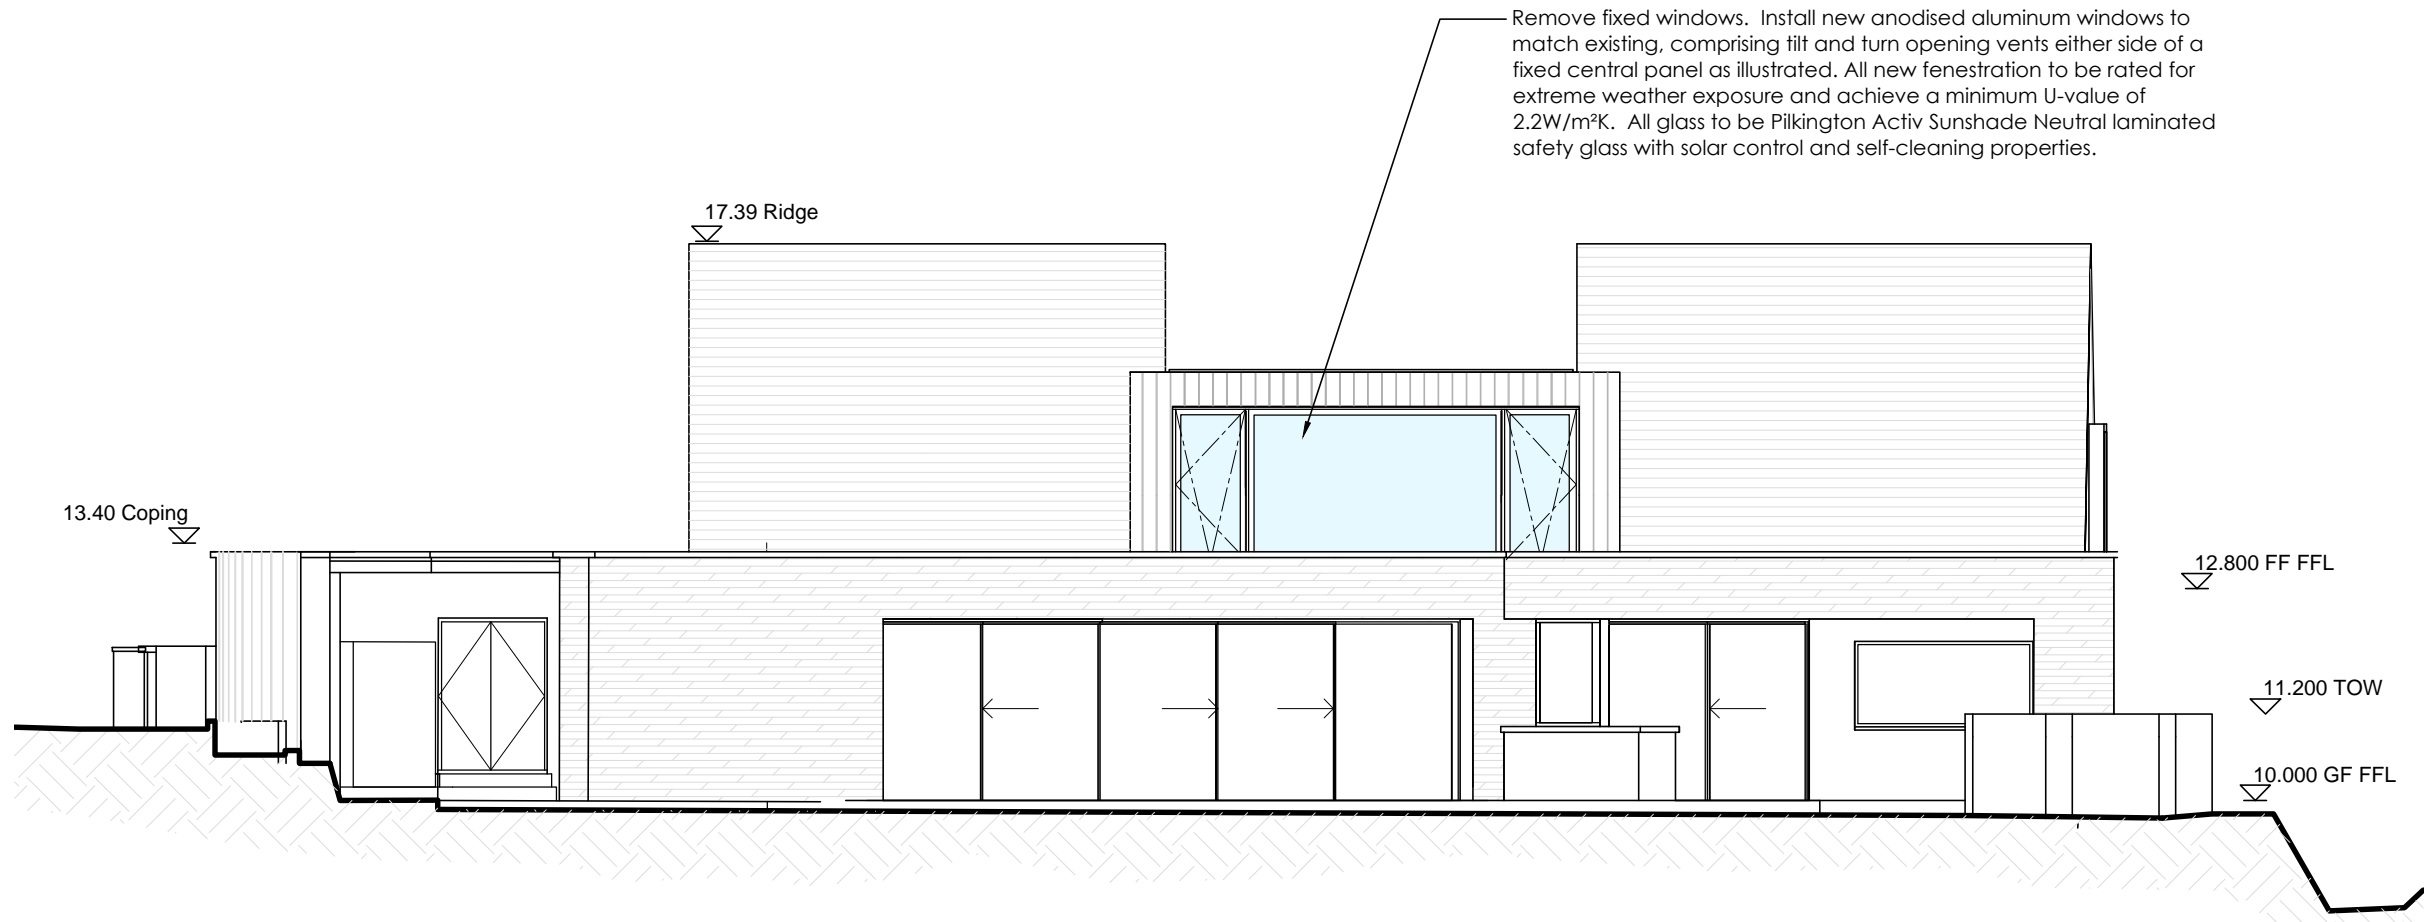 Remove fixed windows.  Install new anodised aluminum windows to
match existing, comprising tilt and turn opening vents either side of a
fixed central panel as illustrated. All new fenestration to be rated for
extreme weather exposure and achieve a minimum U-value of
2.2W/m²K.  All glass to be Pilkington Activ Sunshade Neutral laminated
safety glass with solar control and self-cleaning properties.
17.39 Ridge
13.40 Coping
12.800 FF FFL
11.200 TOW
10.000 GF FFL